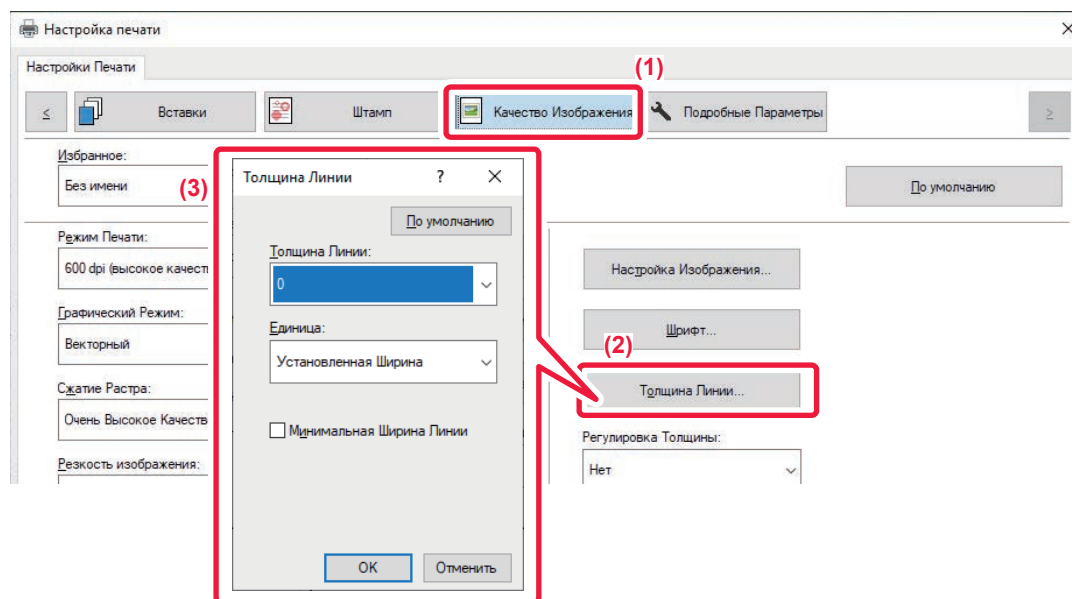 Настройка печати
Настройки Печати
(1)
Вставки
Штамп
Качество Изображения
Подробные Параметры
Избранное:
Без имени
(3)
По умолчанию
Толщина Линии
По умолчанию
Толщина Линии:
0
Единица:
Установленная Ширина
Минимальная Ширина Линии
OK
Отменить
Режим Печати:
600 dpi (высокое качест
Графический Режим:
Векторный
Сжатие Растра:
Очень Высокое Качеств
Резкость изображения:
Настройка Изображения...
Шрифт...
(2)
Толщина Линии...
Регулировка Толщины:
Нет